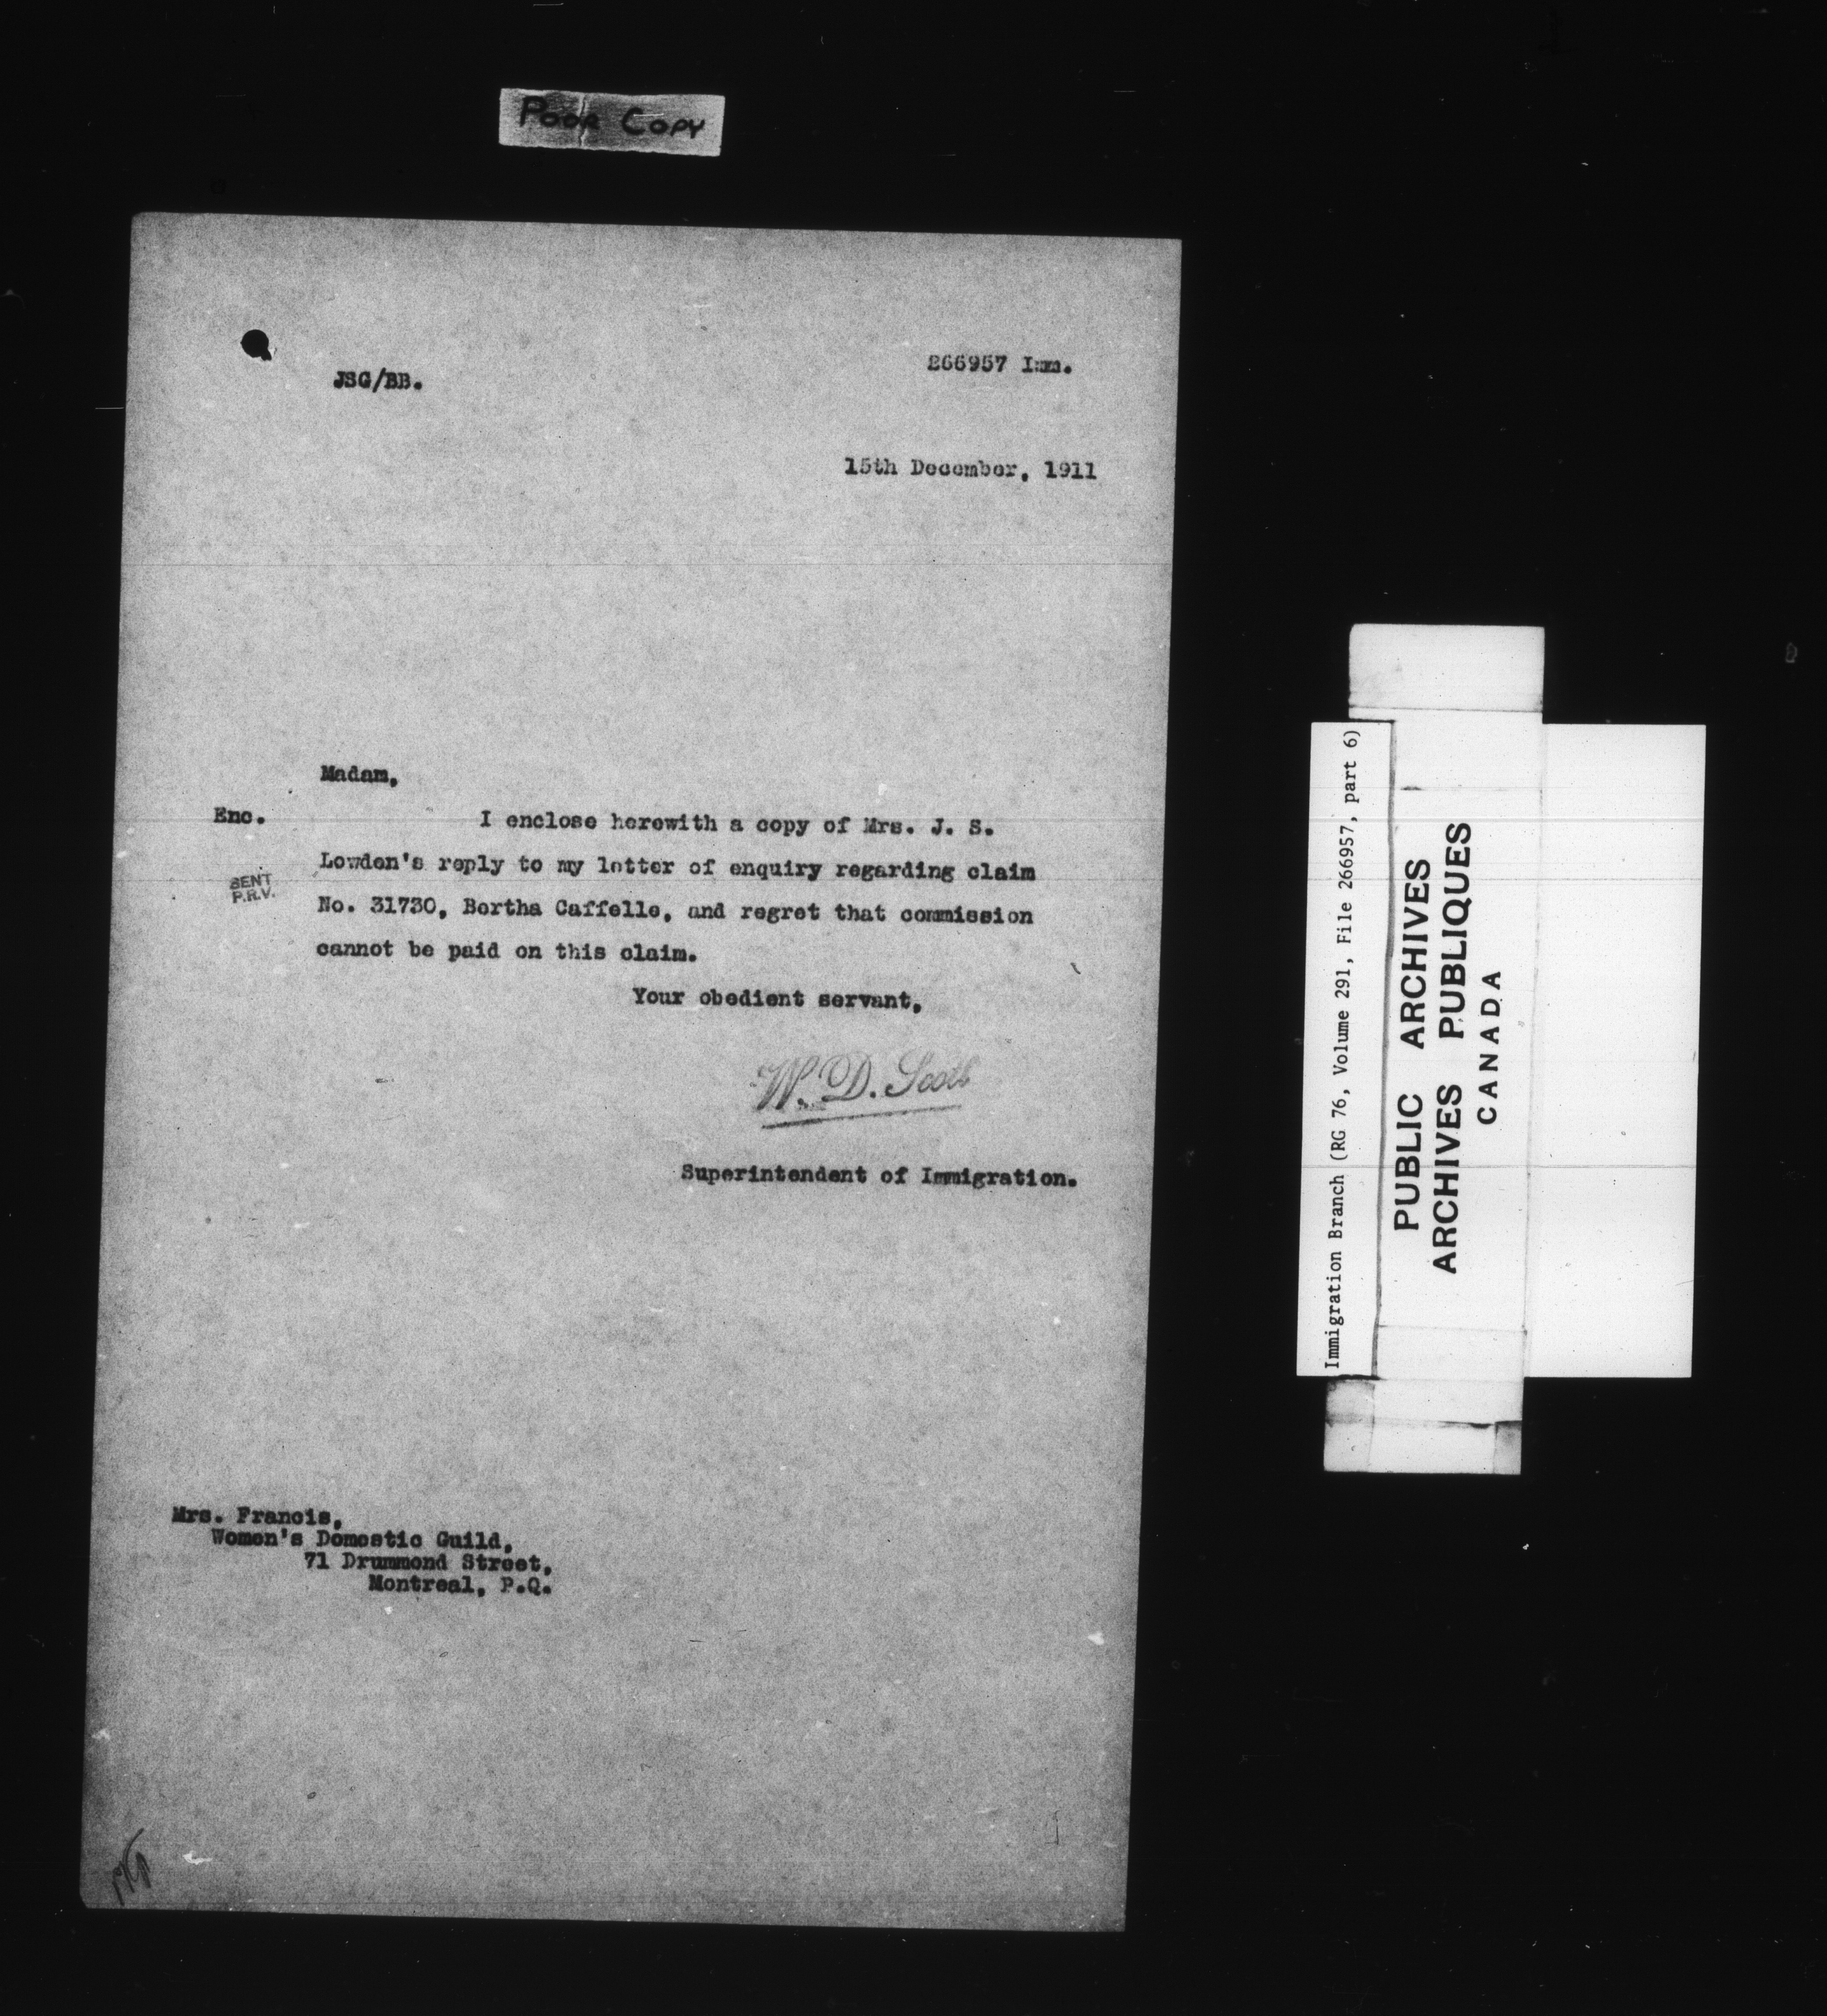 POOR COPY
JSG/BB.
266957 Imm.
15th December, 1911
Madam,
Enc.
I enclose herewith a copy of Mrs. J. S.
Lowden's reply to my letter of enquiry regarding claim
No. 31730, Bertha Caffelle, and regret that commission
cannot be paid on this claim.
SENT
P.R.V.
Your obedient servant,
W. D. Scott
Superintendent of Immigration.
Mrs. Francis,
Women's Domestic Guild,
71 Drummond Street,
Montreal, P.Q.
Immigration Branch (RG 76, Volume 291, File 266957, part 6)
PUBLIC ARCHIVES
ARCHIVES PUBLIQUES
CANADA